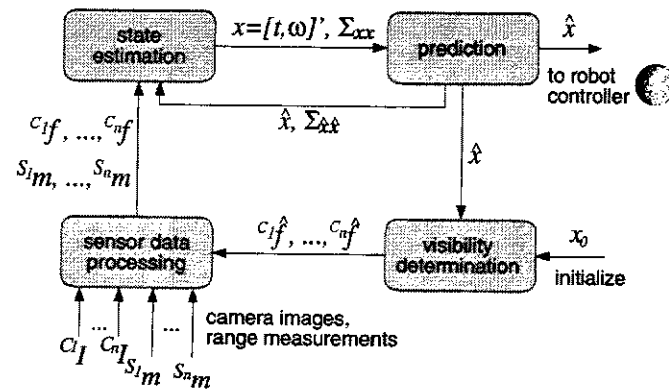 state estimation
x=[t,ω]', Σxx
prediction
x̂
to robot controller
x̂, Σx̂x̂
C1f, ...,Cnf
S1m, ...,Snm
x̂
sensor data processing
C1f̂, ...,Cnf̂
visibility determination
x0
initialize
... ...
C1I CnI S1m Snm
camera images,
range measurements